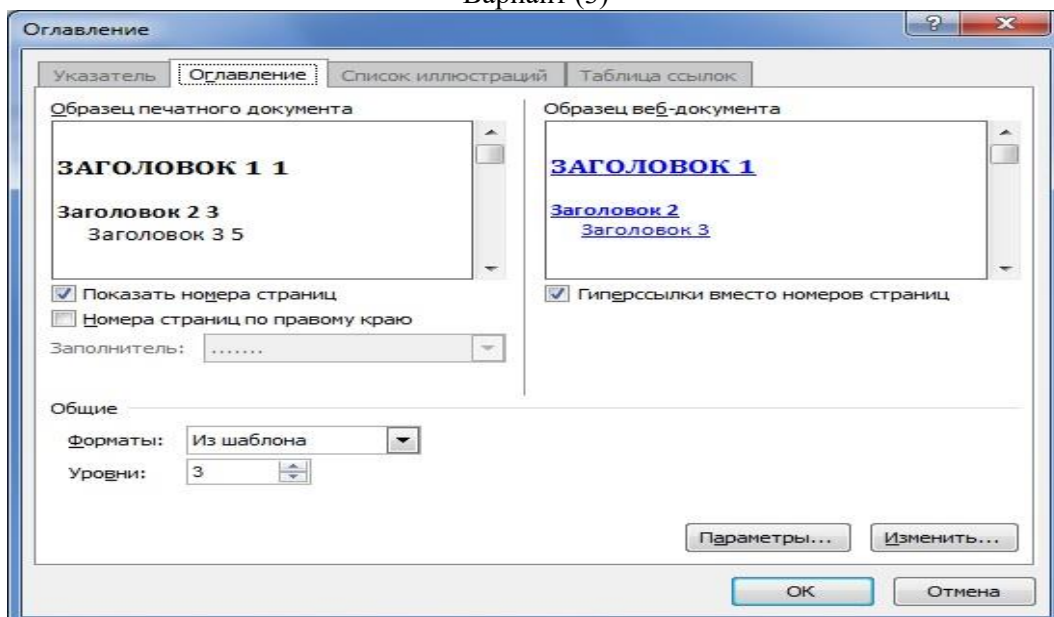 Вариант (3)
Оглавление
Указатель Оглавление Список иллюстраций Таблица ссылок
Образец печатного документа
ЗАГОЛОВОК 1 1
Заголовок 2 3
Заголовок 3 5
Показать номера страниц
Номера страниц по правому краю
Заполнитель: .......
Образец веб-документа
ЗАГОЛОВОК 1
Заголовок 2
Заголовок 3
Гиперссылки вместо номеров страниц
Общие
Форматы: Из шаблона
Уровни: 3
Параметры... Изменить...
ОК Отмена